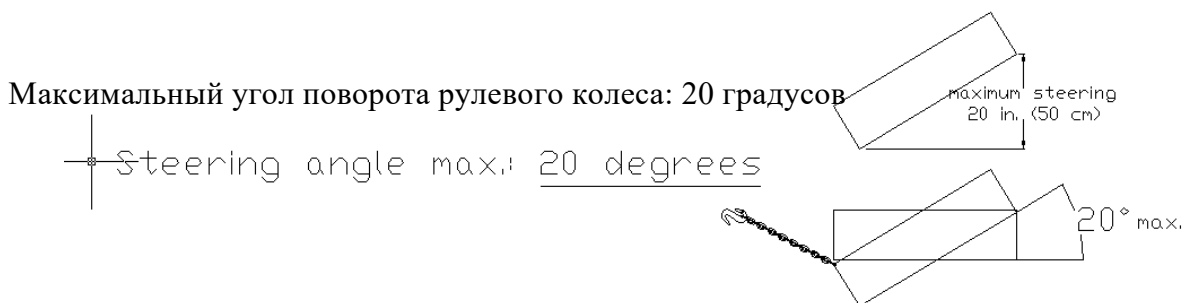 Максимальный угол поворота рулевого колеса: 20 градусов
maximum steering
20 in. (50 cm)
Steering angle max.: 20 degrees
20° max.